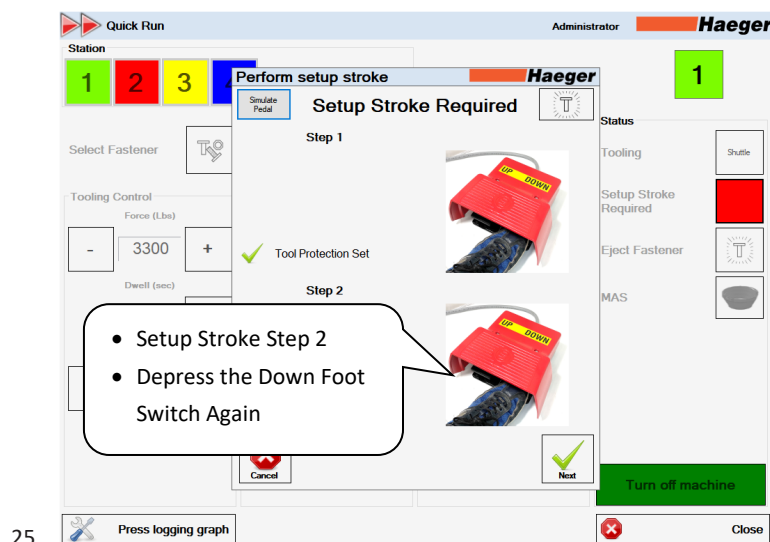 Quick Run
Administrator
Haeger
Station
1
2
3
1
Perform setup stroke
Haeger
Simulate
Pedal
Setup Stroke Required
Step 1
UP DOWN
Tool Protection Set
Step 2
UP DOWN
Setup Stroke Step 2
Depress the Down Foot
Switch Again
Cancel
Next
Select Fastener
Tooling Control
Force (Lbs)
-
3300
+
Dwell (sec)
Status
Tooling
Shuttle
Setup Stroke
Required
Eject Fastener
MAS
Turn off machine
25
Press logging graph
Close